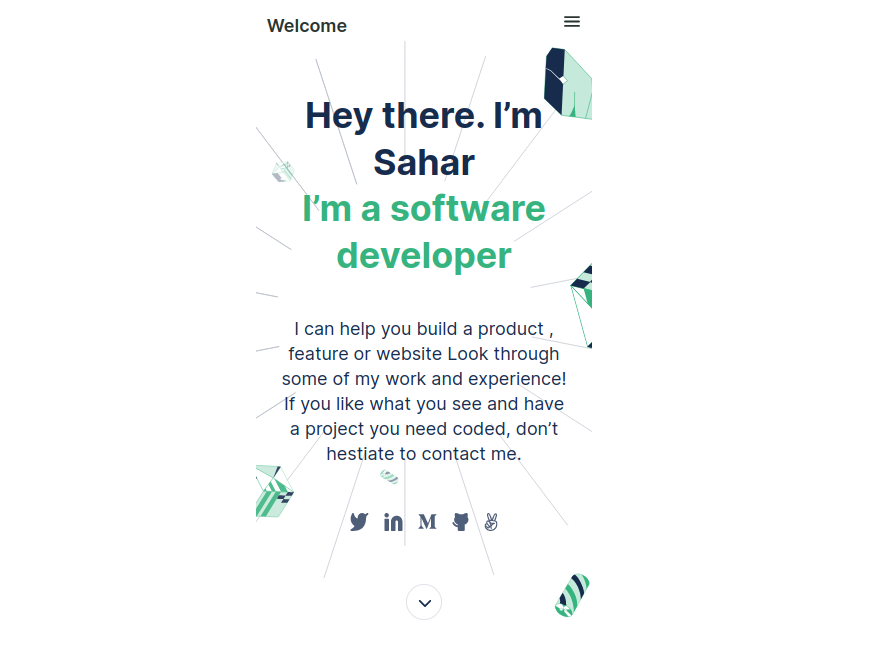 Welcome
Hey there. I’m
Sahar
I’m a software
developer
I can help you build a product ,
feature or website Look through
some of my work and experience!
If you like what you see and have
a project you need coded, don’t
hestiate to contact me.